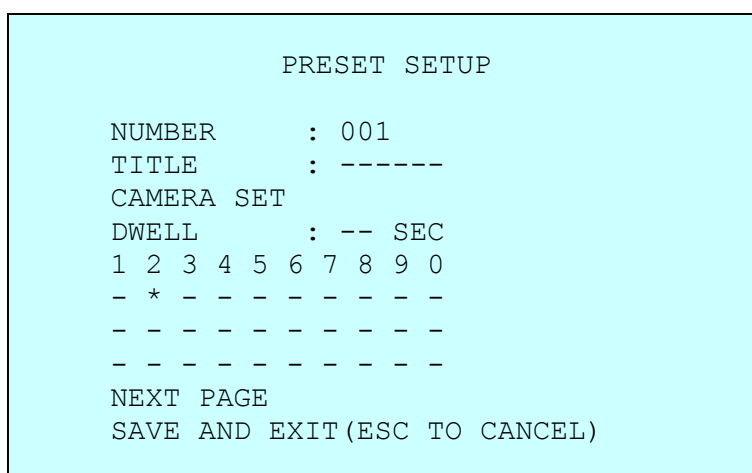 PRESET SETUP
NUMBER : 001
TITLE : ------
CAMERA SET
DWELL : -- SEC
1 2 3 4 5 6 7 8 9 0
- * - - - - - - - -
- - - - - - - - - -
- - - - - - - - - -
NEXT PAGE
SAVE AND EXIT(ESC TO CANCEL)